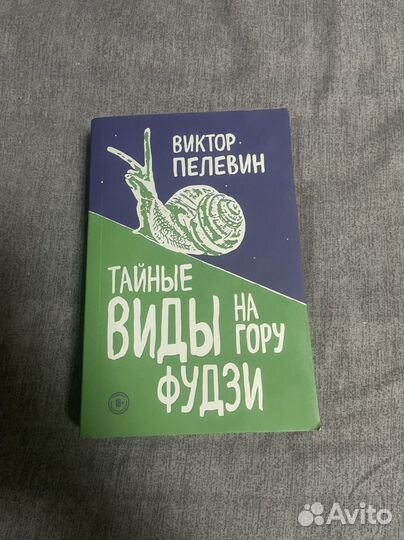 ВИКТОР
ПЕЛЕВИН
ТАЙНЫЕ
ВИДЫ НА
ГОРУ
ФУДЗИ
18+
Avito